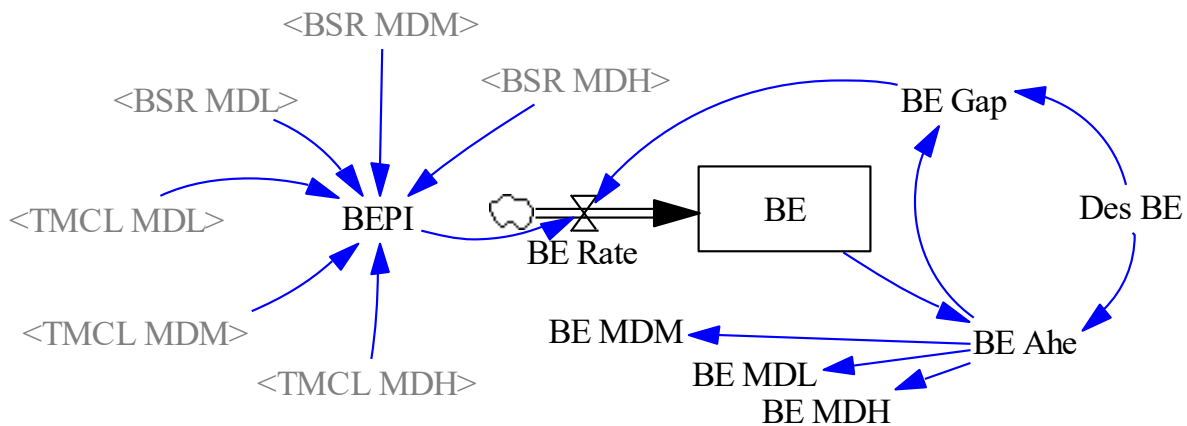 <BSR MDM>
<BSR MDL>
<BSR MDH>
BE Gap
<TMCL MDL>
BEPI
BE
Des BE
BE Rate
<TMCL MDM>
BE MDM
BE Ahe
<TMCL MDH>
BE MDL
BE MDH